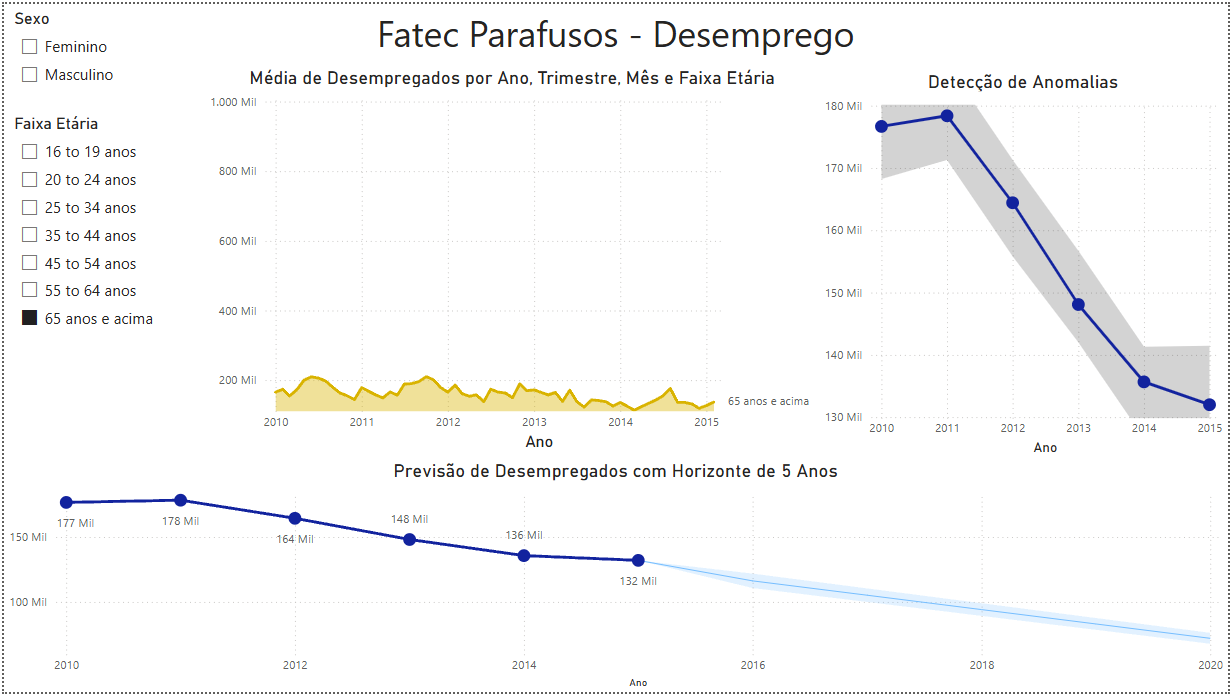 Fatec Parafusos - Desemprego
Sexo
Feminino
Masculino
Faixa Etária
16 to 19 anos
20 to 24 anos
25 to 34 anos
35 to 44 anos
45 to 54 anos
55 to 64 anos
65 anos e acima
Média de Desempregados por Ano, Trimestre, Mês e Faixa Etária
1.000 Mil
800 Mil
600 Mil
400 Mil
200 Mil
65 anos e acima
2010 2011 2012 2013 2014 2015
Ano
Detecção de Anomalias
180 Mil
170 Mil
160 Mil
150 Mil
140 Mil
130 Mil
2010 2011 2012 2013 2014 2015
Ano
Previsão de Desempregados com Horizonte de 5 Anos
150 Mil
100 Mil
177 Mil
178 Mil
164 Mil
148 Mil
136 Mil
132 Mil
2010 2012 2014 2016 2018 2020
Ano